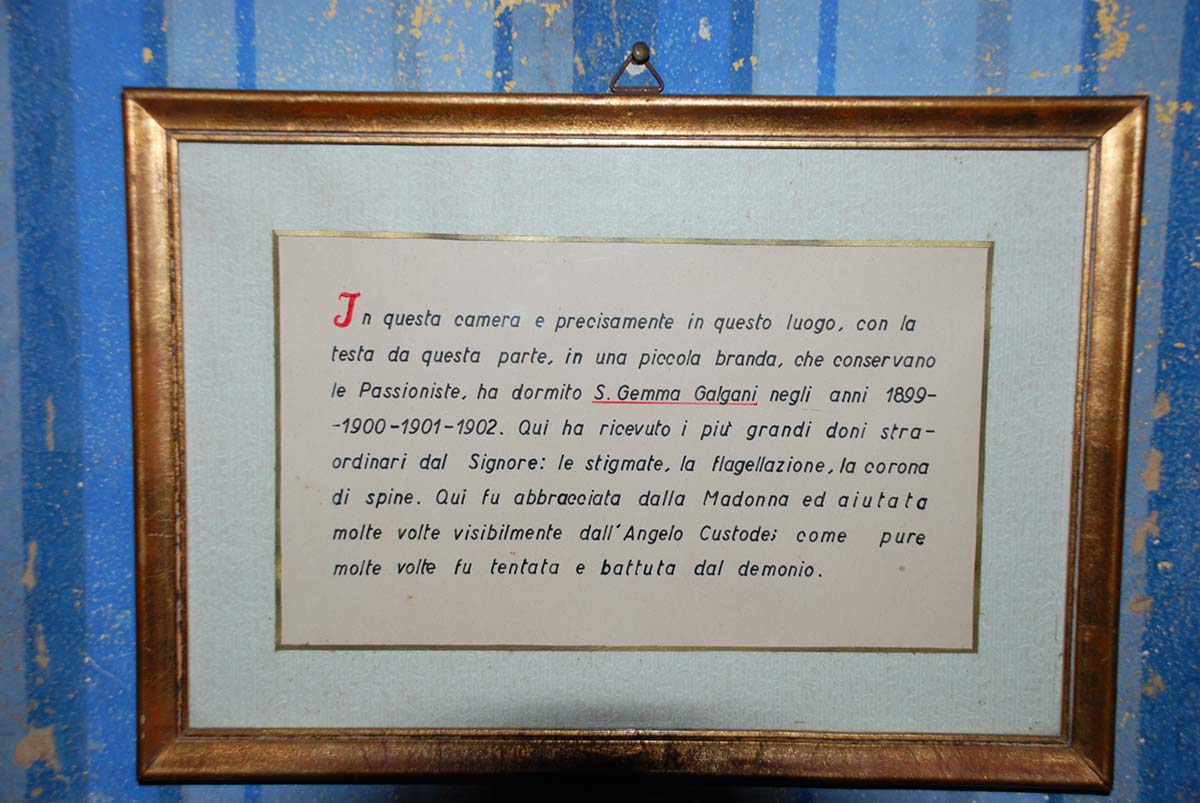 In questa camera e precisamente in questo luogo, con la
testa da questa parte, in una piccola branda, che conservano
le Passioniste, ha dormito S. Gemma Galgani negli anni 1899-
-1900-1901-1902. Qui ha ricevuto i più grandi doni stra-
ordinari dal Signore: le stigmate, la flagellazione, la corona
di spine. Qui fu abbracciata dalla Madonna ed aiutata
molte volte visibilmente dall'Angelo Custode; come pure
molte volte fu tentata e battuta dal demonio.